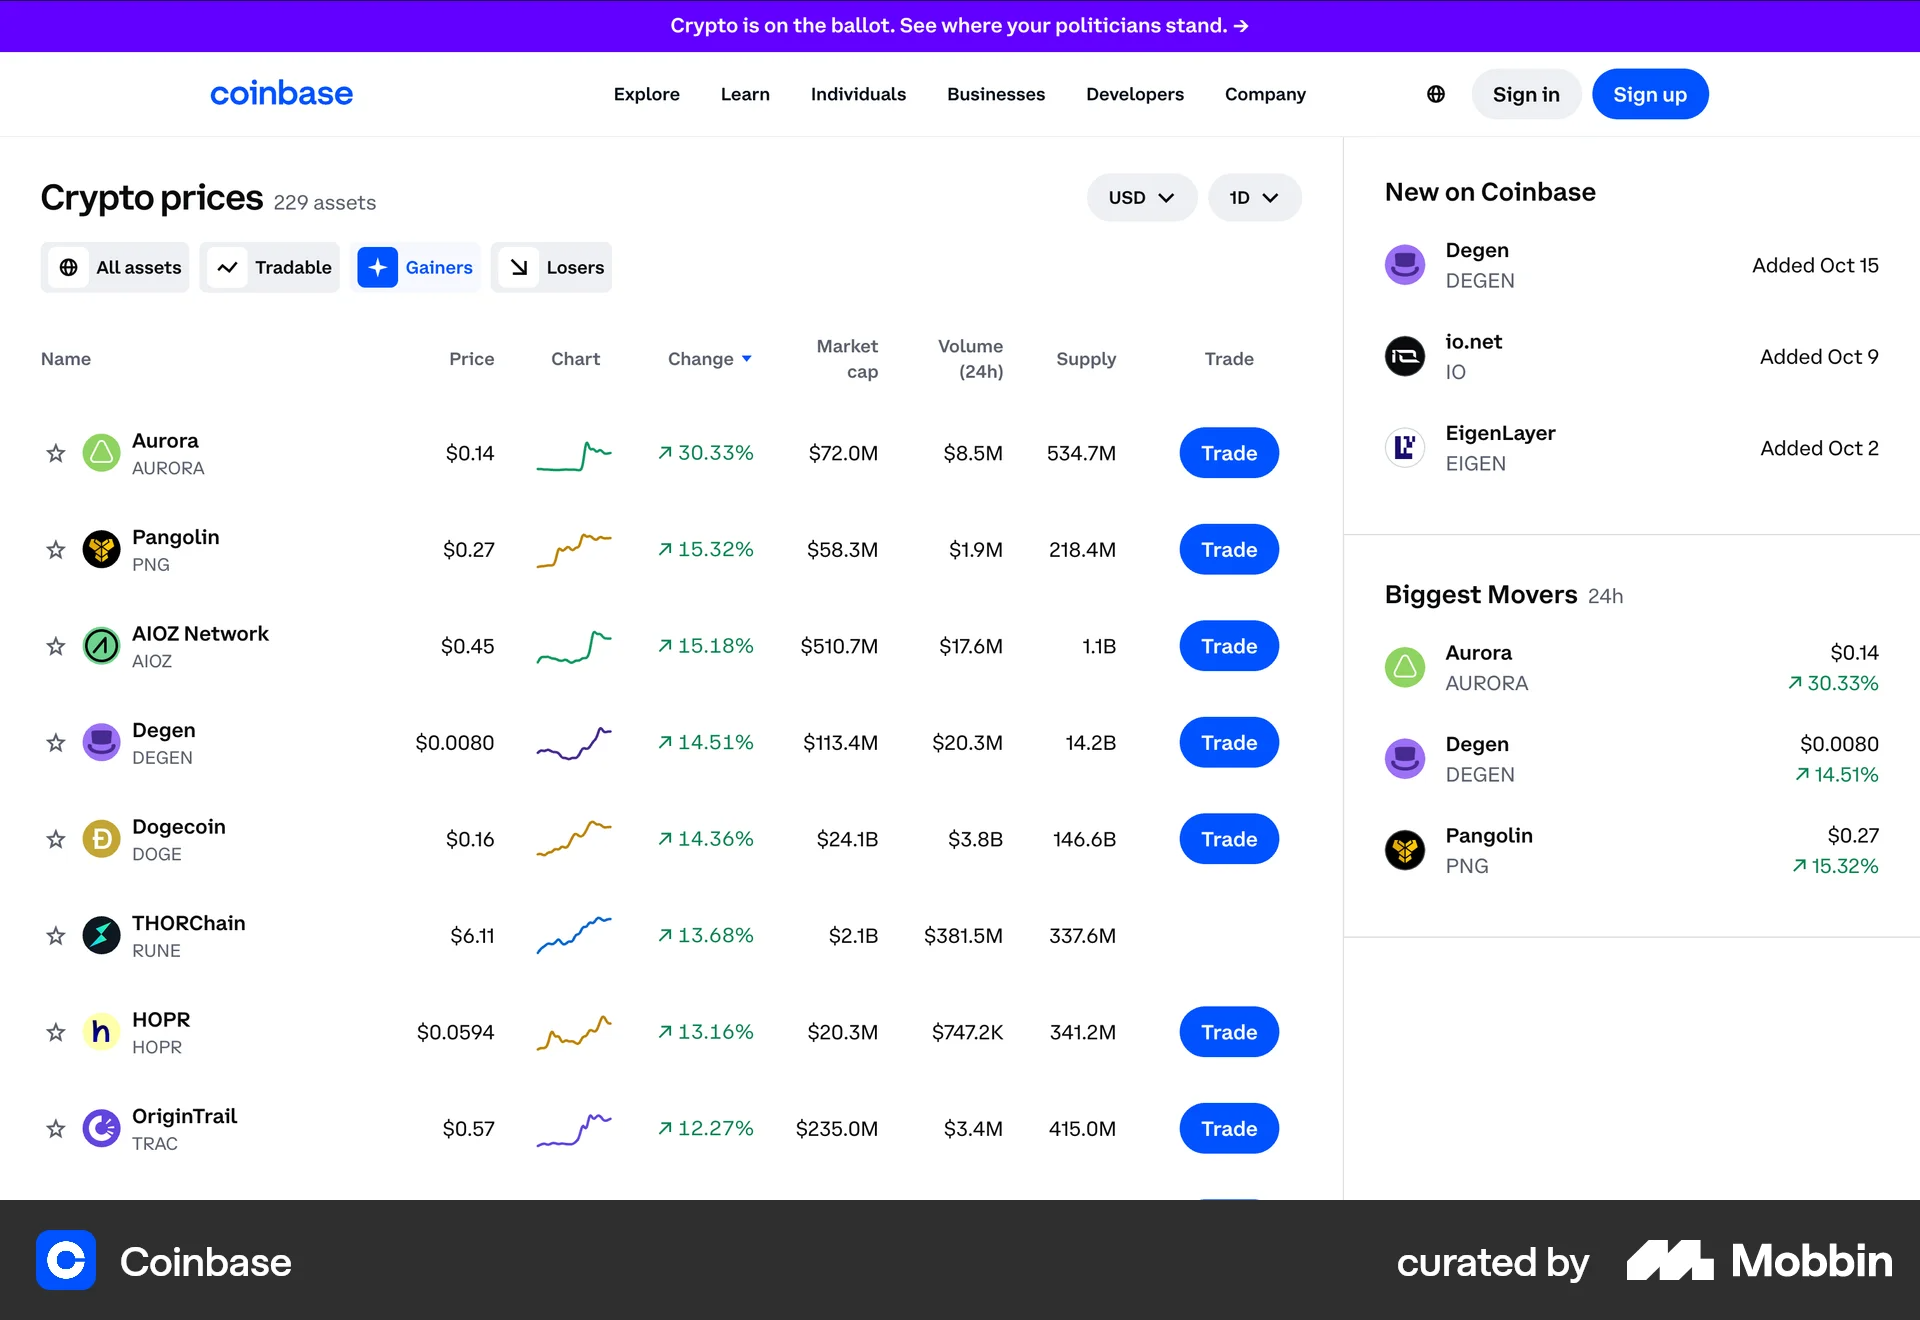 Crypto is on the ballot. See where your politicians stand. →
coinbase
Explore Learn Individuals Businesses Developers Company
Sign in Sign up
Crypto prices 229 assets
USD 1D
All assets Tradable Gainers Losers
Name Price Chart Change Market cap Volume (24h) Supply Trade
Aurora
AURORA
$0.14 ↗ 30.33% $72.0M $8.5M 534.7M Trade
Pangolin
PNG
$0.27 ↗ 15.32% $58.3M $1.9M 218.4M Trade
AIOZ Network
AIOZ
$0.45 ↗ 15.18% $510.7M $17.6M 1.1B Trade
Degen
DEGEN
$0.0080 ↗ 14.51% $113.4M $20.3M 14.2B Trade
Dogecoin
DOGE
$0.16 ↗ 14.36% $24.1B $3.8B 146.6B Trade
THORChain
RUNE
$6.11 ↗ 13.68% $2.1B $381.5M 337.6M
HOPR
HOPR
$0.0594 ↗ 13.16% $20.3M $747.2K 341.2M Trade
OriginTrail
TRAC
$0.57 ↗ 12.27% $235.0M $3.4M 415.0M Trade
New on Coinbase
Degen
DEGEN
Added Oct 15
io.net
IO
Added Oct 9
EigenLayer
EIGEN
Added Oct 2
Biggest Movers 24h
Aurora
AURORA
$0.14
↗ 30.33%
Degen
DEGEN
$0.0080
↗ 14.51%
Pangolin
PNG
$0.27
↗ 15.32%
Coinbase
curated by Mobbin